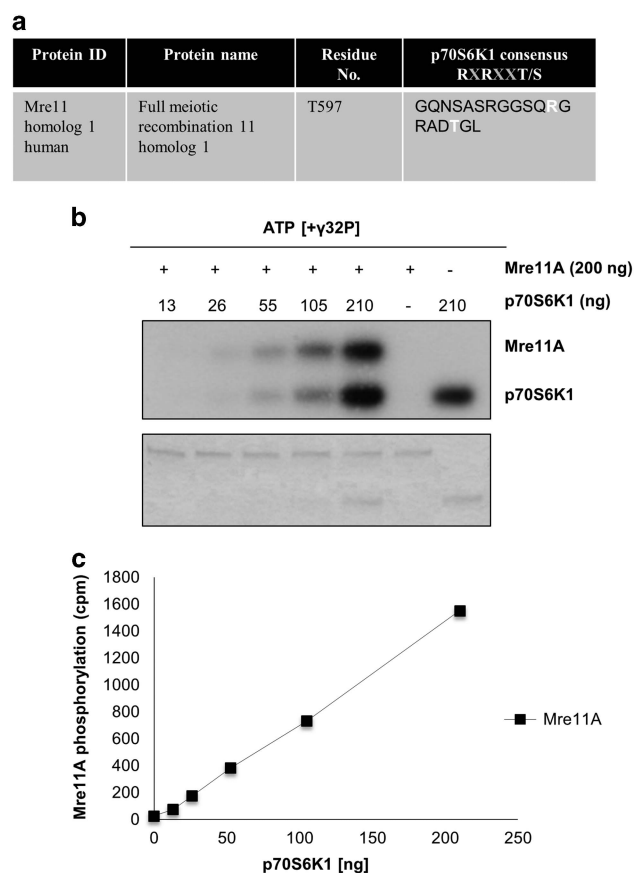 a
Protein ID Protein name Residue No. p70S6K1 consensus RXRXXT/S
Mre11 homolog 1 human Full meiotic recombination 11 homolog 1 T597 GQNSASRGGSQRG RADTGL
b
ATP [+γ32P]
+ + + + + + - Mre11A (200 ng)
13 26 55 105 210 - 210 p70S6K1 (ng)
Mre11A
p70S6K1
c
Mre11A phosphorylation (cpm)
1800
1600
1400
1200
1000
800
600
400
200
0
Mre11A
0 50 100 150 200 250
p70S6K1 [ng]